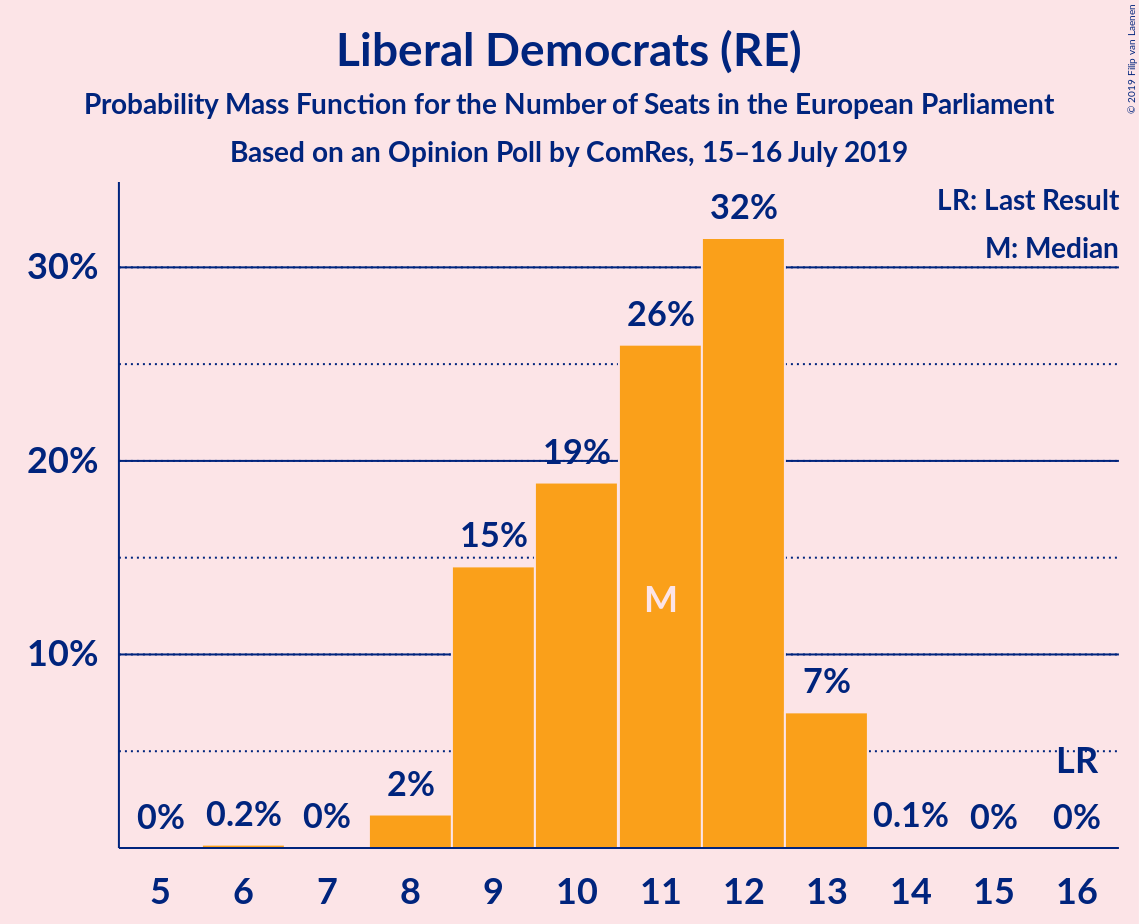 Liberal Democrats (RE)
Probability Mass Function for the Number of Seats in the European Parliament
Based on an Opinion Poll by ComRes, 15–16 July 2019
© 2019 Filip van Laenen
LR: Last Result
M: Median
30%
20%
10%
0%
0.2%
0%
2%
15%
19%
26%
M
32%
7%
0.1%
0%
LR
0%
5 6 7 8 9 10 11 12 13 14 15 16